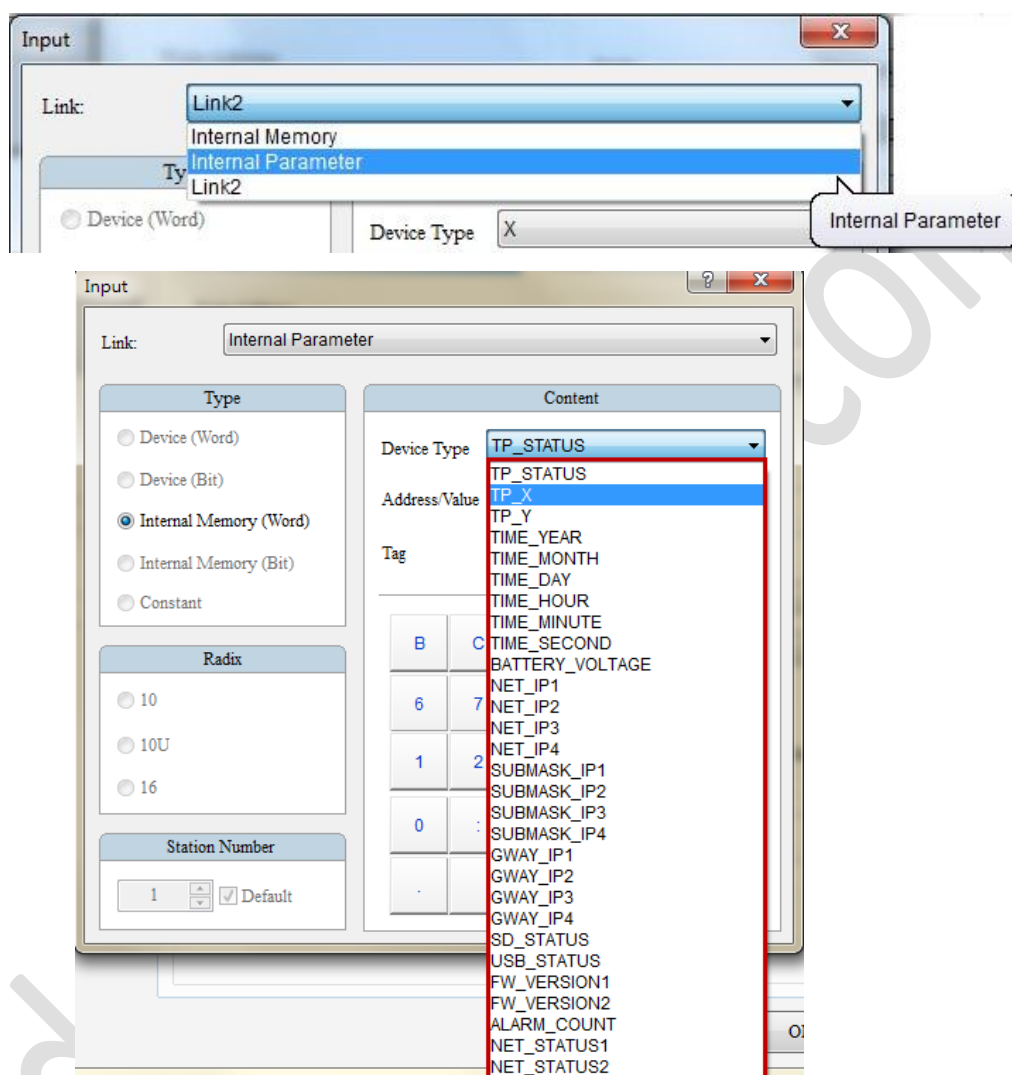 Input
Link:
Link2
Internal Memory
Internal Parameter
Link2
Ty
Device (Word)
Device Type
X
Internal Parameter
Input
Link:
Internal Parameter
Type
Device (Word)
Device (Bit)
Internal Memory (Word)
Internal Memory (Bit)
Constant
Radix
10
10U
16
Station Number
1
Default
Content
Device Type
TP_STATUS
Address/Value
Tag
B C
6 7
1 2
0 :
.
TP_STATUS
TP_X
TP_Y
TIME_YEAR
TIME_MONTH
TIME_DAY
TIME_HOUR
TIME_MINUTE
TIME_SECOND
BATTERY_VOLTAGE
NET_IP1
NET_IP2
NET_IP3
NET_IP4
SUBMASK_IP1
SUBMASK_IP2
SUBMASK_IP3
SUBMASK_IP4
GWAY_IP1
GWAY_IP2
GWAY_IP3
GWAY_IP4
SD_STATUS
USB_STATUS
FW_VERSION1
FW_VERSION2
ALARM_COUNT
NET_STATUS1
NET_STATUS2